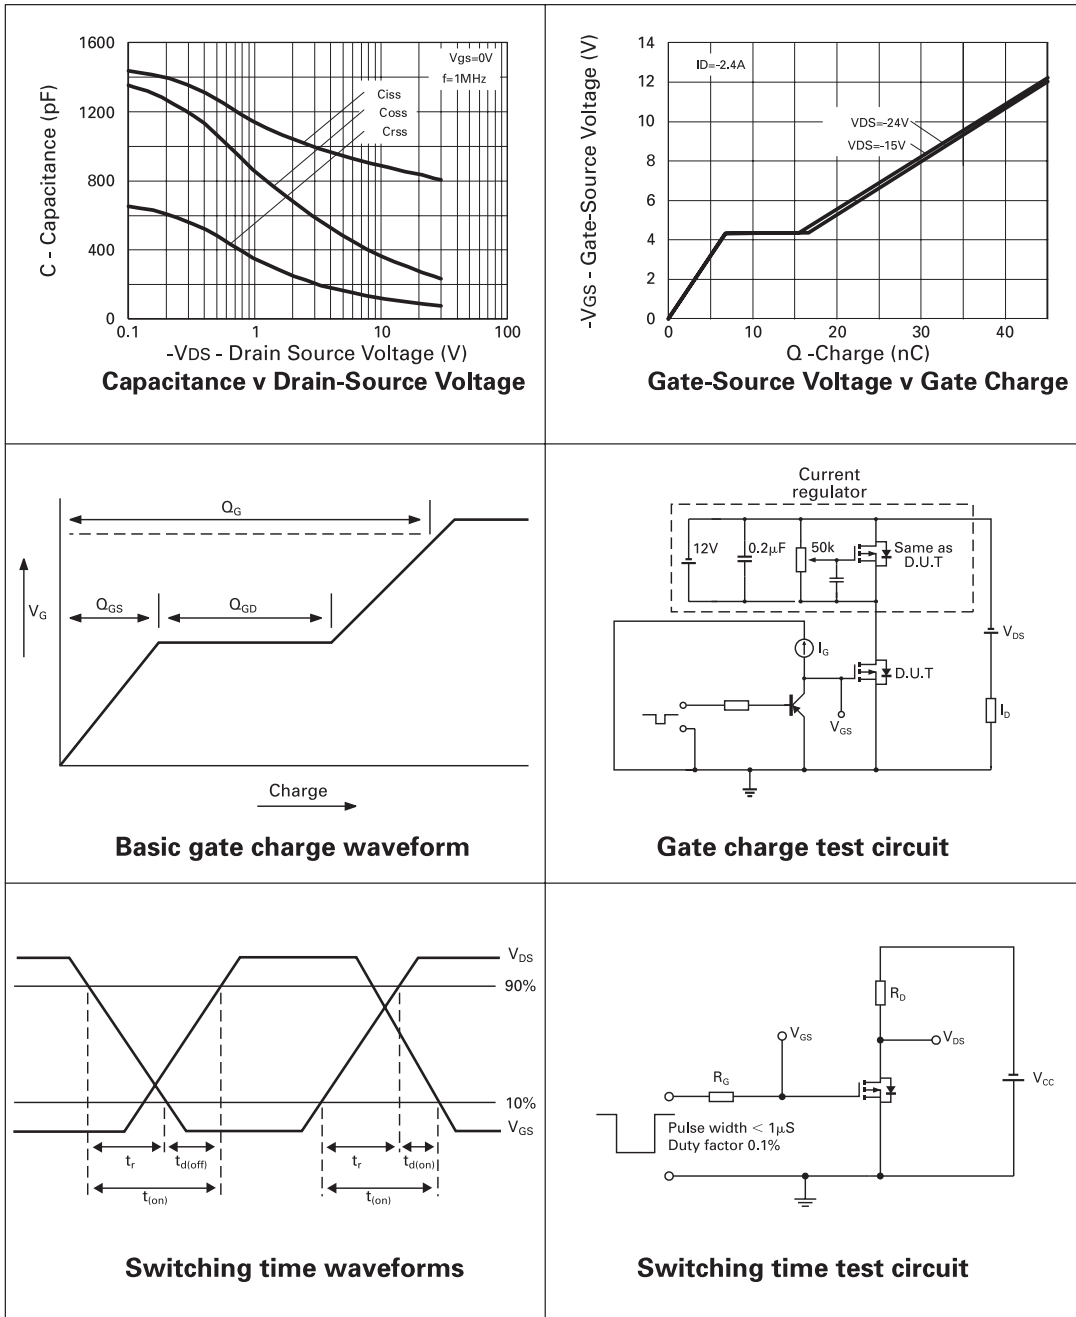 1600
1200
800
400
0
0.1
1
10
100
C - Capacitance (pF)
Vgs=0V
f=1MHz
Ciss
Coss
Crss
-VDS - Drain Source Voltage (V)
Capacitance v Drain-Source Voltage
14
12
10
8
6
4
2
0
0
10
20
30
40
-VGS - Gate-Source Voltage (V)
ID=-2.4A
VDS=-24V
VDS=-15V
Q -Charge (nC)
Gate-Source Voltage v Gate Charge
QG
QGS
QGD
VG
Charge
Basic gate charge waveform
Current
regulator
12V
0.2µF
50k
Same as
D.U.T
IG
VDS
D.U.T
VGS
ID
Gate charge test circuit
VDS
90%
10%
VGS
tr
td(off)
t(on)
tr
td(on)
t(on)
Switching time waveforms
RD
VGS
VDS
RG
VCC
Pulse width < 1µS
Duty factor 0.1%
Switching time test circuit